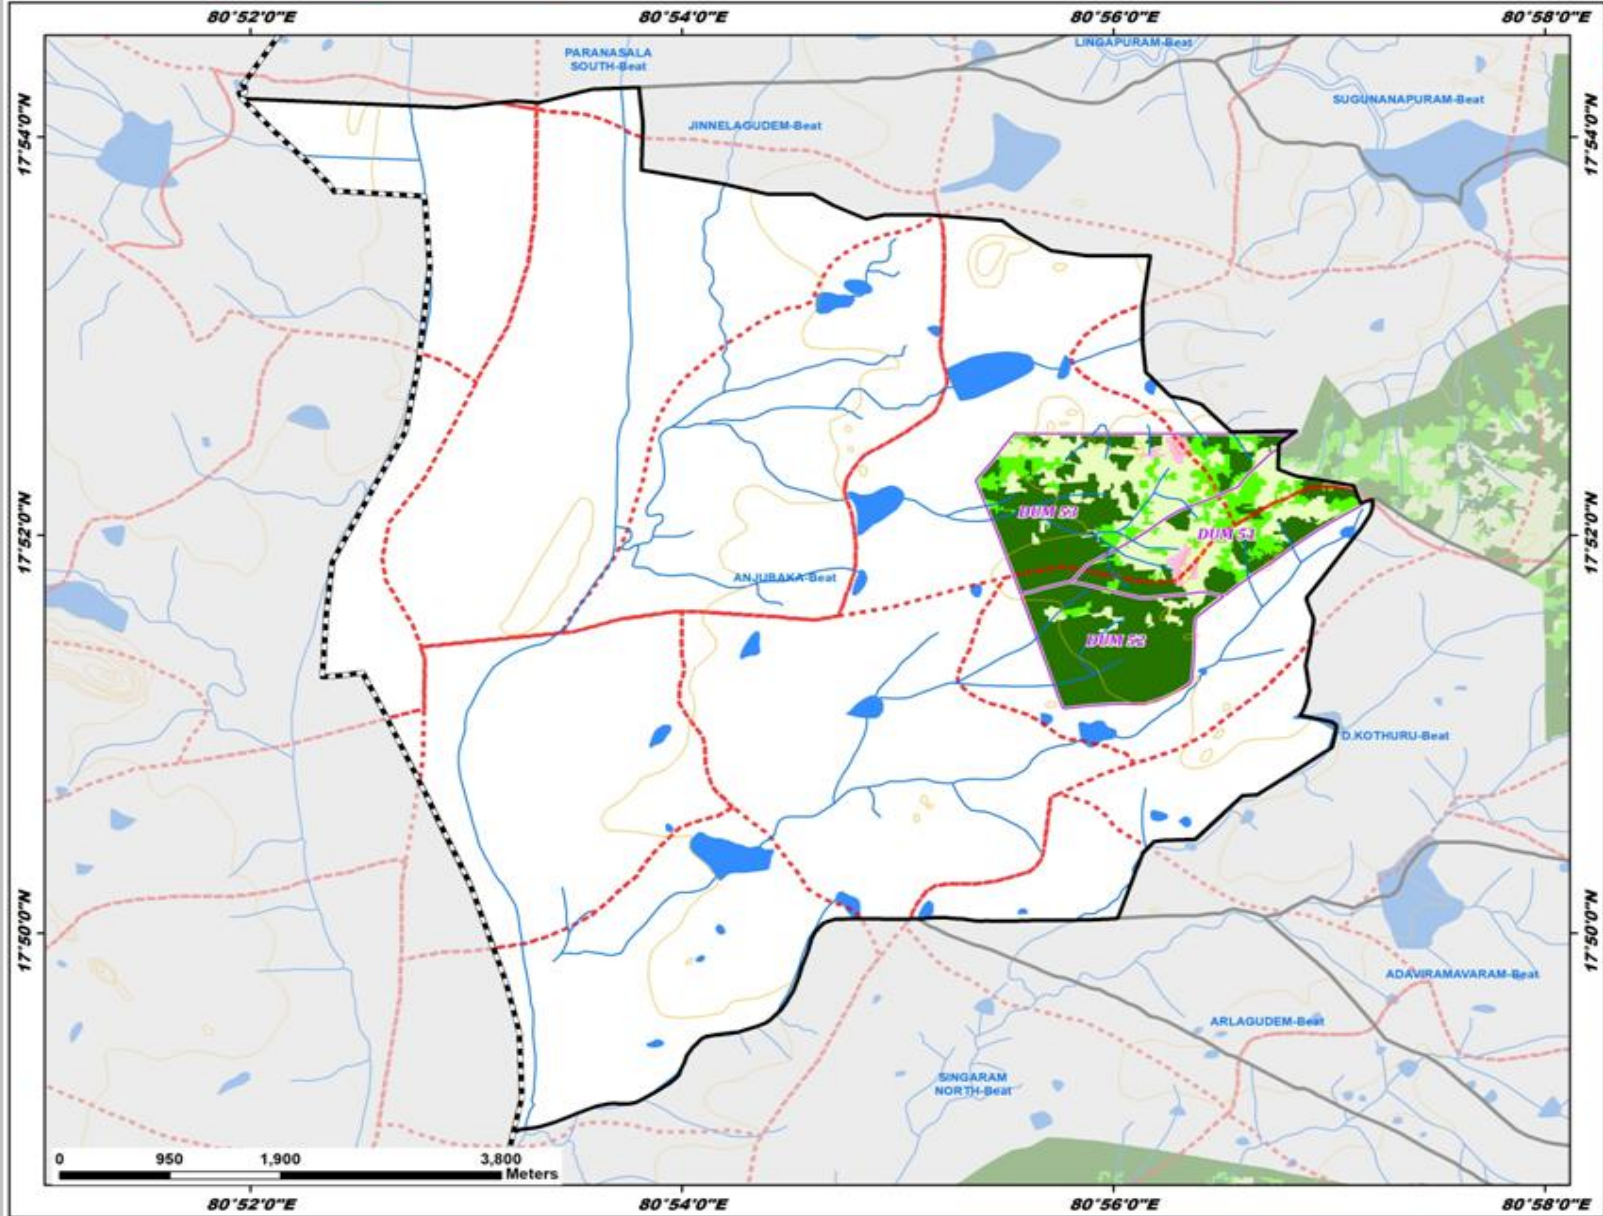 80°52'0"E 80°54'0"E 80°56'0"E 80°58'0"E
PARANASALA
SOUTH-Beat
LINGAPURAM-Beat
SUGUNANAPURAM-Beat
JINNELAGUDEM-Beat
17°54'0"N 17°54'0"N
DUM 53
DUM 51
17°52'0"N 17°52'0"N
ANJUBAKA-Beat
DUM 52
D.KOTHURU-Beat
17°50'0"N 17°50'0"N
ADAVIRAMAVARAM-Beat
ARLAGUDEM-Beat
SINGARAM
NORTH-Beat
0 950 1,900 3,800
Meters
80°52'0"E 80°54'0"E 80°56'0"E 80°58'0"E